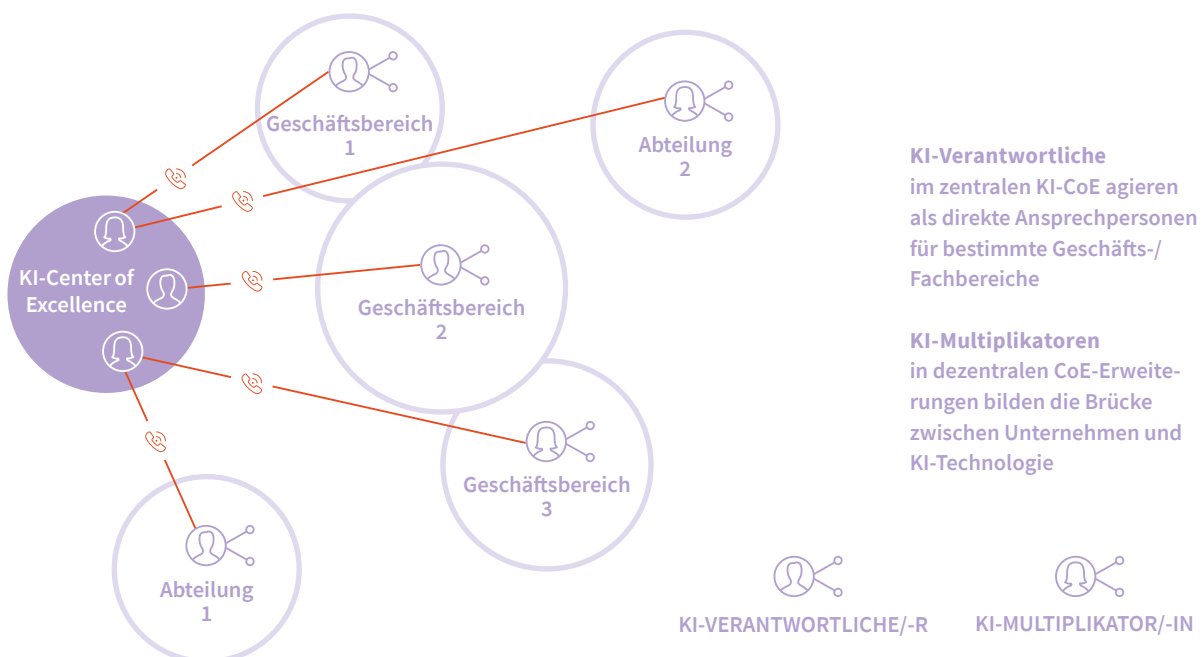 Geschäftsbereich
1
Abteilung
2
KI-Center of
Excellence
Geschäftsbereich
2
Geschäftsbereich
3
Abteilung
1
KI-Verantwortliche
im zentralen KI-CoE agieren
als direkte Ansprechpersonen
für bestimmte Geschäfts-/
Fachbereiche
KI-Multiplikatoren
in dezentralen CoE-Erweite-
rungen bilden die Brücke
zwischen Unternehmen und
KI-Technologie
KI-VERANTWORTLICHE/-R
KI-MULTIPLIKATOR/-IN